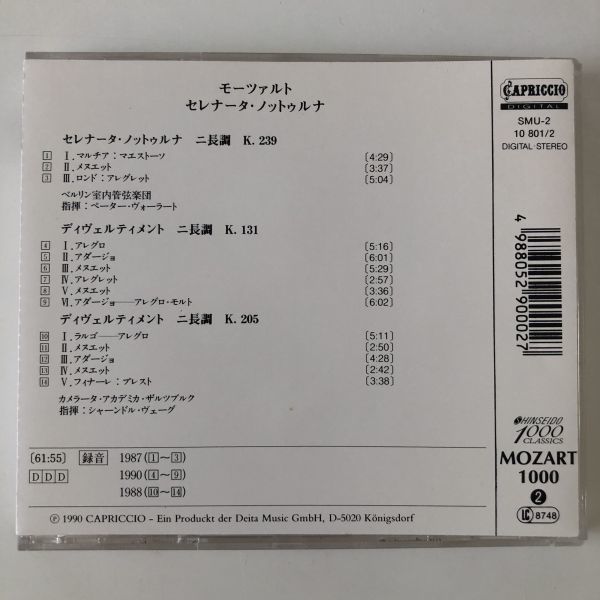 モーツァルト
セレナータ・ノットゥルナ
セレナータ・ノットゥルナ ニ長調 K. 239
1 I. マルチア：マエストーソ [4:29]
2 II. メヌエット [3:37]
3 III. ロンド：アレグレット [5:04]
ベルリン室内管弦楽団
指揮：ペーター・ヴォーラート
ディヴェルティメント ニ長調 K. 131
4 I. アレグロ [5:16]
5 II. アダージョ [6:01]
6 III. メヌエット [5:29]
7 IV. アレグレット [2:57]
8 V. メヌエット [3:36]
9 VI. アダージョ——アレグロ・モルト [6:02]
ディヴェルティメント ニ長調 K. 205
10 I. ラルゴ——アレグロ [5:11]
11 II. メヌエット [2:50]
12 III. アダージョ [4:28]
13 IV. メヌエット [2:42]
14 V. フィナーレ：プレスト [3:38]
カメラータ・アカデミカ・ザルツブルク
指揮：シャーンドル・ヴェーグ
[61:55] 録音 1987 (1〜3)
DDD 1990 (4〜9)
1988 (10〜14)
Ⓟ 1990 CAPRICCIO - Ein Produckt der Deita Music GmbH, D-5020 Königsdorf
CAPRICCIO
DIGITAL
SMU-2
10 801/2
DIGITAL·STEREO
4 988052 900027
SHINSEIDO
1000
CLASSICS
MOZART
1000
2
LC 8748